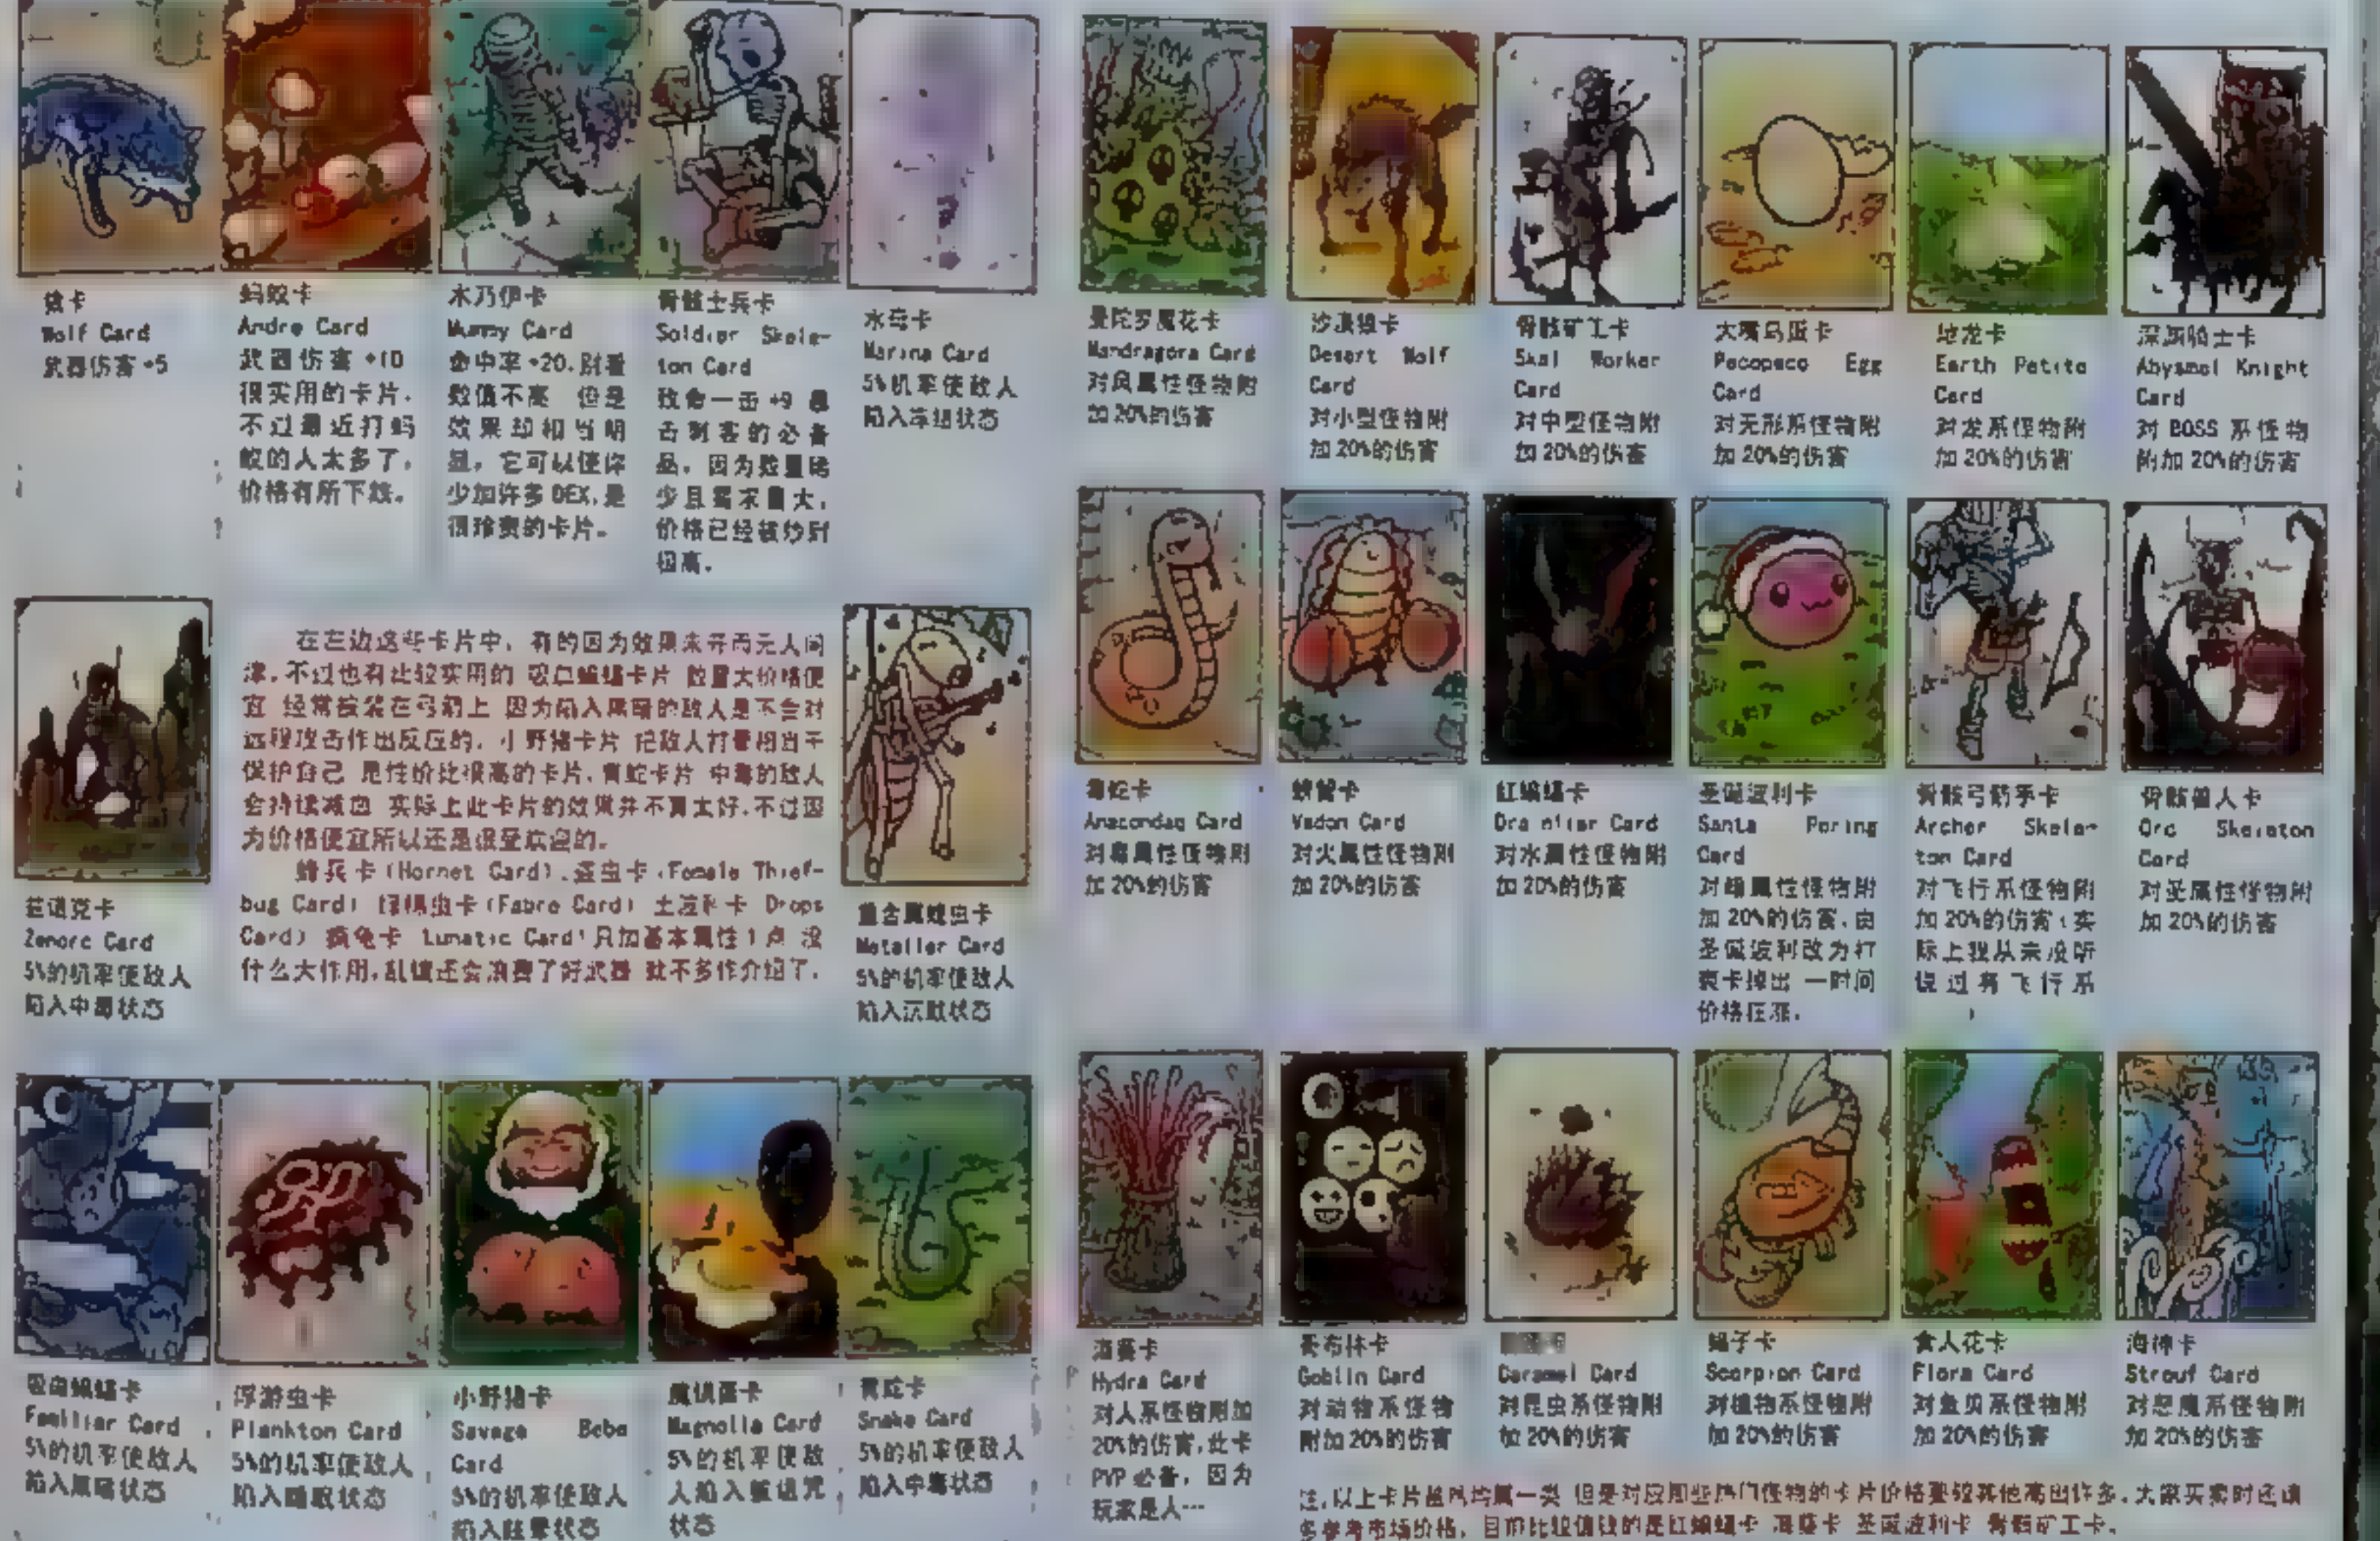 狼卡
Wolf Card
武器伤害+5
蚂蚁卡
Andre Card
武器伤害+10
很实用的卡片,
不过最近打蚂
蚁的人太多了,
价格有所下跌。
木乃伊卡
Mummy Card
命中率+20,别看
数值不高 但是
效果却相当明
显,它可以使你
少加许多DEX,是
很珍贵的卡片。
骨骸士兵卡
Soldier Skele-
ton Card
致命一击+9 暴
击刺客的必备
品,因为数量稀
少且需求量大,
价格已经被炒到
很高。
水母卡
Marina Card
5%机率使敌人
陷入冻结状态
曼陀罗魔花卡
Mandragora Card
对风属性怪物附
加20%的伤害
沙漠狼卡
Desert Wolf
Card
对小型怪物附
加20%的伤害
骨骸矿工卡
Skel Worker
Card
对中型怪物附
加20%的伤害
大嘴鸟蛋卡
Pecopeco Egg
Card
对无形系怪物附
加20%的伤害
地龙卡
Earth Petite
Card
对龙系怪物附
加20%的伤害
深渊骑士卡
Abysmal Knight
Card
对BOSS系怪物
附加20%的伤害
Zenorc Card
5%的机率使敌人
陷入中毒状态
在左边这些卡片中,有的因为效果来并而无人问
津,不过也有比较实用的 吸血蝙蝠卡片 数量大价格便
宜 经常按装在弓箭上 因为陷入黑暗的敌人是不会对
远程攻击作出反应的。小野猪卡片 把敌人打晕相当于
保护自己 是性价比很高的卡片,青蛇卡片 中毒的敌人
会持续减血 实际上此卡片的效果并不算太好,不过因
为价格便宜所以还是很受欢迎的。
蜂兵卡(Hornet Card)、盗虫卡(Female Thief-
bug Card) 绿棉虫卡(Fabre Card) 土波利卡 Drops
Card) 疯兔卡 Lunatic Card)只加基本属性1点 没
什么大作用,乱镶还会浪费了好武器 就不多作介绍了。
Metaller Card
5%的机率使敌人
陷入沉默状态
青蛇卡
Anacondaq Card
对毒属性怪物附
加20%的伤害
螃蟹卡
Vadon Card
对火属性怪物附
加20%的伤害
红蝙蝠卡
Drainliar Card
对水属性怪物附
加20%的伤害
圣诞波利卡
Santa Poring
Card
对暗属性怪物附
加20%的伤害,由
圣诞波利改为打
卡掉出 一时间
价格狂涨。
骨骸弓箭手卡
Archer Skele-
ton Card
对飞行系怪物附
加20%的伤害(实
际上我从来没听
说过有飞行系
)
骨骸兽人卡
Orc Skeleton
Card
对圣属性怪物附
加20%的伤害
吸血蝙蝠卡
Familiar Card
5%的机率使敌人
陷入黑暗状态
浮游虫卡
Plankton Card
5%的机率使敌人
陷入睡眠状态
小野猪卡
Savage Bebe
Card
5%的机率使敌人
陷入眩晕状态
Magnolia Card
5%的机率使敌
人陷入诅咒
状态
青蛇卡
Snake Card
5%的机率使敌人
陷入中毒状态
海葵卡
Hydra Card
对人系怪物附加
20%的伤害,此卡
PVP必备,因为
玩家是人…
哥布林卡
Goblin Card
对动物系怪物
附加20%的伤害
Caramel Card
对昆虫系怪物附
加20%的伤害
蝎子卡
Scorpion Card
对植物系怪物附
加20%的伤害
食人花卡
Flora Card
对鱼贝系怪物附
加20%的伤害
海神卡
Strouf Card
对恶魔系怪物附
加20%的伤害
注,以上卡片虽然均属一类 但是对应那些热门怪物的卡片价格要较其他高出许多,大家买卖时还请
多参考市场价格。目前比较值钱的是红蝙蝠卡 海葵卡 圣诞波利卡 骨骸矿工卡。